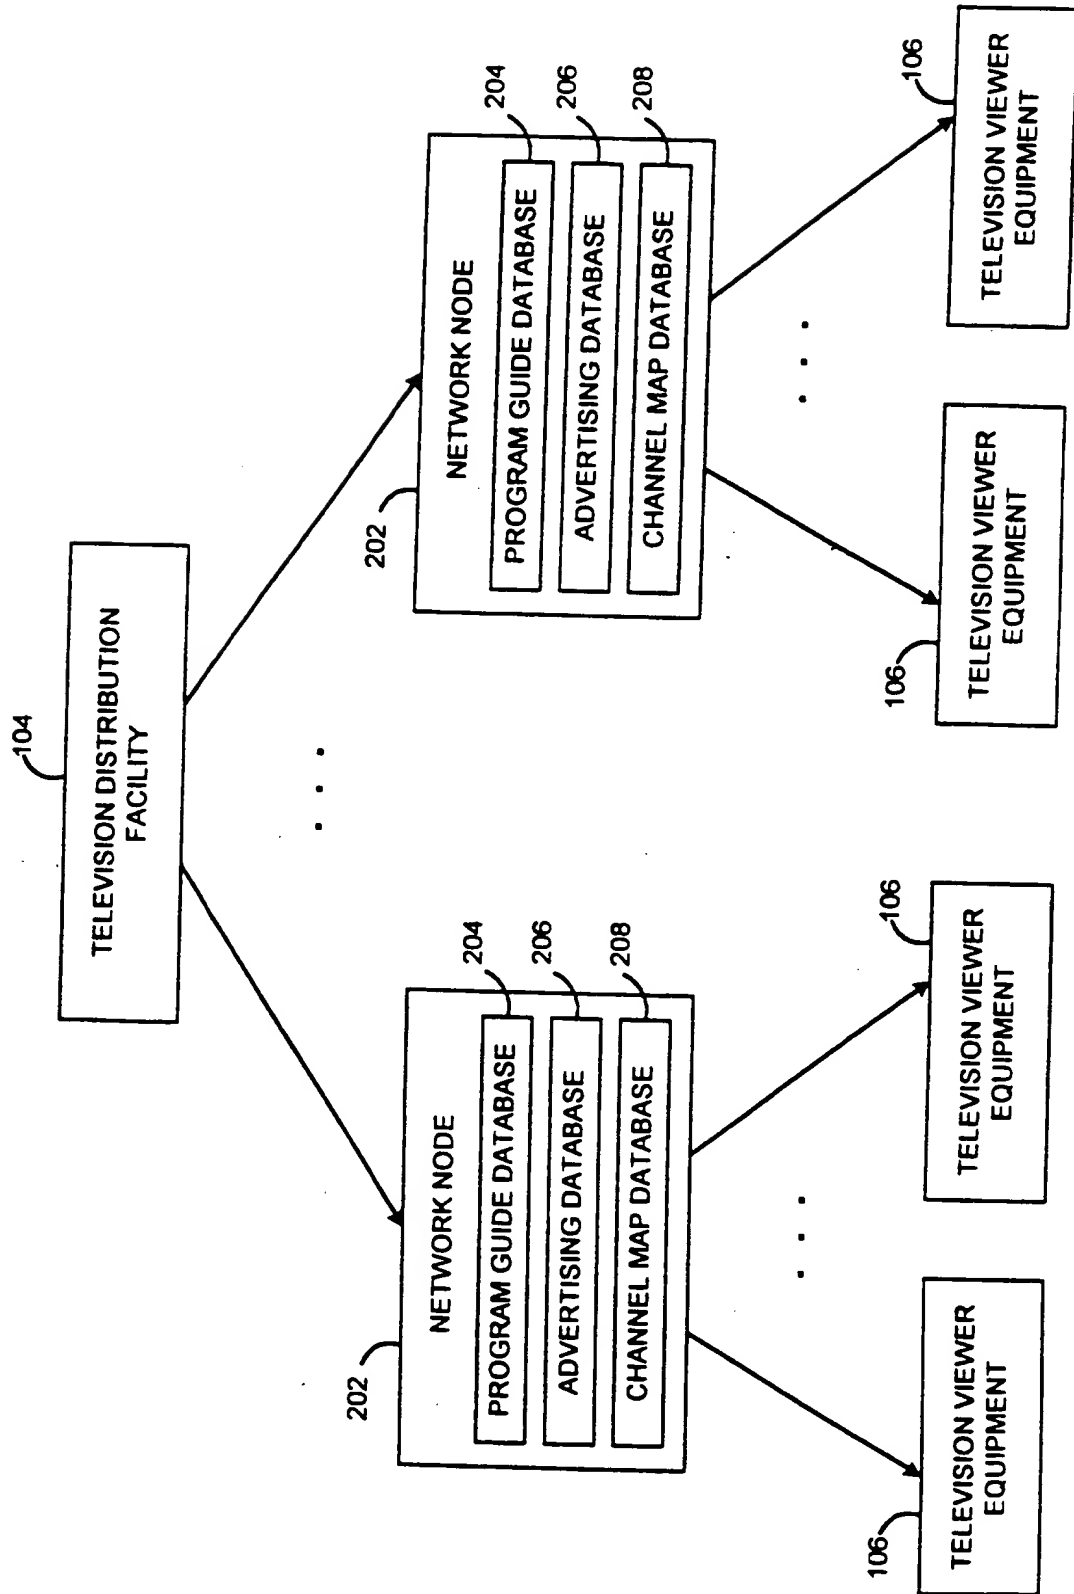 104
TELEVISION DISTRIBUTION
FACILITY
202
NETWORK NODE
PROGRAM GUIDE DATABASE
204
ADVERTISING DATABASE
206
CHANNEL MAP DATABASE
208
202
NETWORK NODE
PROGRAM GUIDE DATABASE
204
ADVERTISING DATABASE
206
CHANNEL MAP DATABASE
208
106
TELEVISION VIEWER
EQUIPMENT
106
TELEVISION VIEWER
EQUIPMENT
106
TELEVISION VIEWER
EQUIPMENT
106
TELEVISION VIEWER
EQUIPMENT